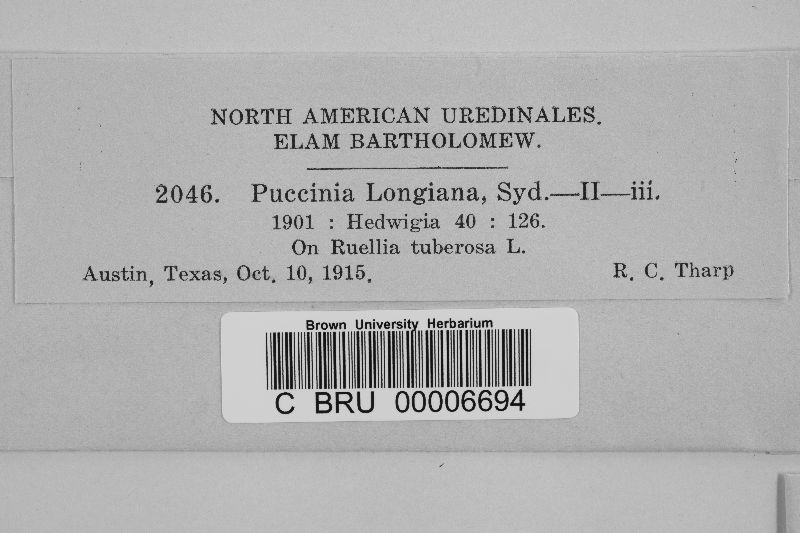 NORTH AMERICAN UREDINALES.
ELAM BARTHOLOMEW.
2046. Puccinia Longiana, Syd.—II—iii.
1901 : Hedwigia 40 : 126.
On Ruellia tuberosa L.
Austin, Texas, Oct. 10, 1915. R. C. Tharp
Brown University Herbarium
C BRU 00006694